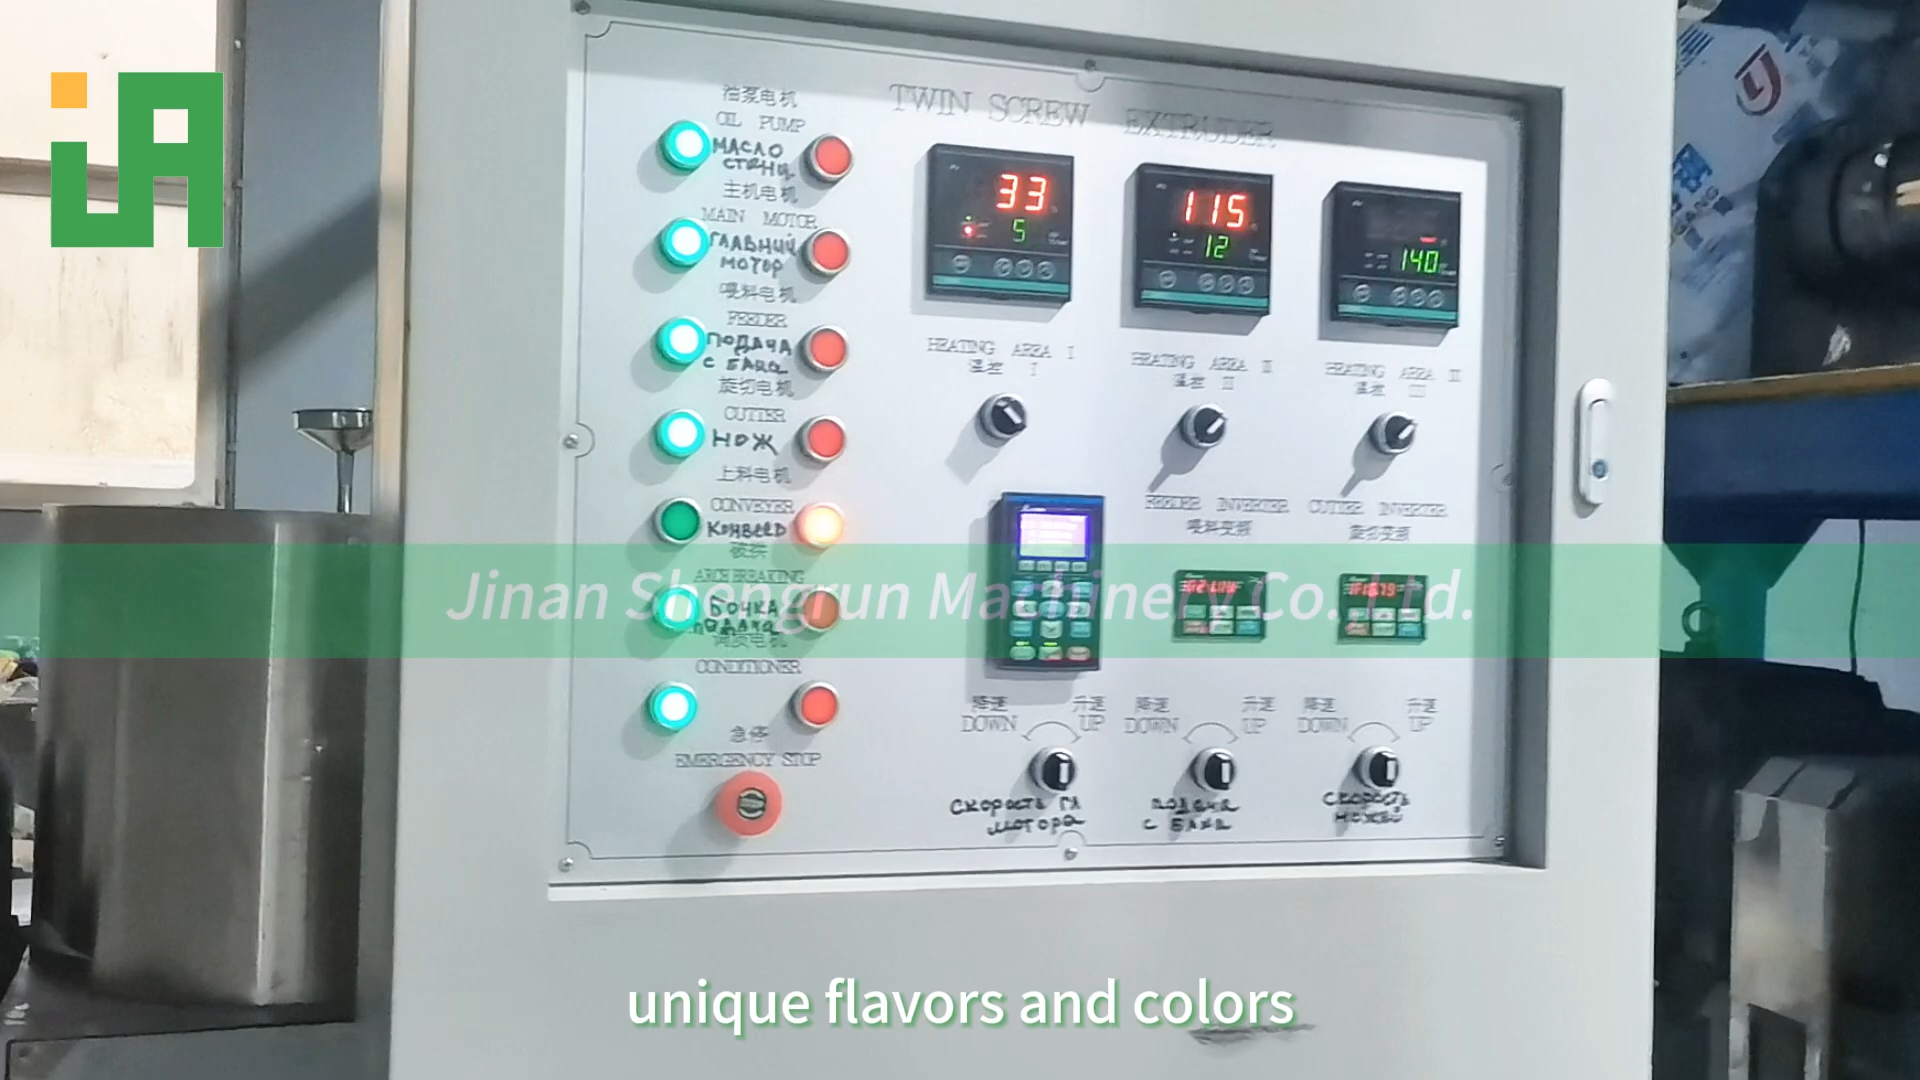 油泵电机
OIL PUMP
МАСЛО
СТАНЦ.
主机电机
MAIN MOTOR
ГЛАВНИЙ
МОТОР
喂料电机
FEEDER
ПОДАЧА
С БАКА
旋切电机
CUTTER
НОЖ
上料电机
CONVEYER
破拱
ARCH BREAKING
БОЧКА
ПОДАЧА
调质电机
CONDITIONER
急停
EMERGENCY STOP
TWIN SCREW EXTRUDER
33
5
115
12
140
HEATING AREA I
温控 I
HEATING AREA II
温控 II
HEATING AREA III
温控 III
FEEDER INVERTER
喂料变频
CUTTER INVERTER
旋切变频
降速 升速
DOWN UP
降速 升速
DOWN UP
降速 升速
DOWN UP
СКОРОСТЬ ГЛ
МОТОРА
ПОДАЧА
С БАКА
СКОРОСТЬ
НОЖЕЙ
Jinan Shengrun Machinery Co. Ltd.
unique flavors and colors